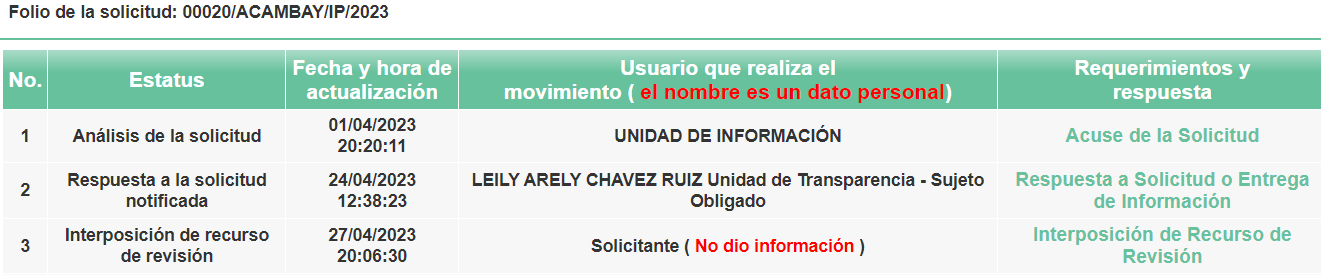 Folio de la solicitud: 00020/ACAMBAY/IP/2023
No. Estatus Fecha y hora de actualización Usuario que realiza el movimiento ( el nombre es un dato personal) Requerimientos y respuesta
1 Análisis de la solicitud 01/04/2023 20:20:11 UNIDAD DE INFORMACIÓN Acuse de la Solicitud
2 Respuesta a la solicitud notificada 24/04/2023 12:38:23 LEILY ARELY CHAVEZ RUIZ Unidad de Transparencia - Sujeto Obligado Respuesta a Solicitud o Entrega de Información
3 Interposición de recurso de revisión 27/04/2023 20:06:30 Solicitante ( No dio información ) Interposición de Recurso de Revisión